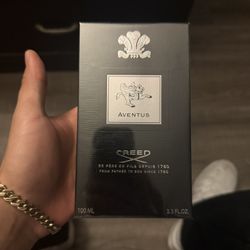 AVENTUS
CREED
DE PÈRE EN FILS DEPUIS 1760
FROM FATHER TO SON SINCE 1760
100 ML 3.3 FL.OZ.